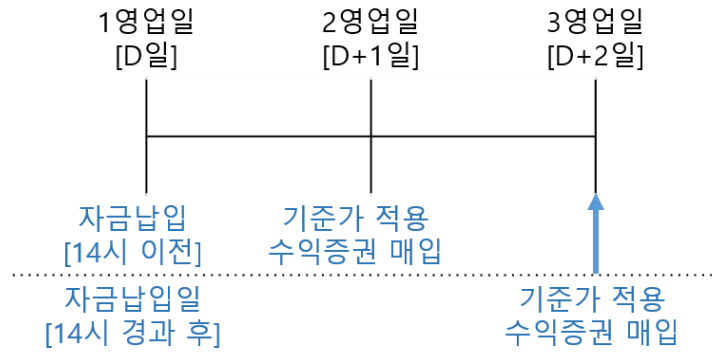 1영업일
[D일]
2영업일
[D+1일]
3영업일
[D+2일]
자금납입
[14시 이전]
기준가 적용
수익증권 매입
자금납입일
[14시 경과 후]
기준가 적용
수익증권 매입